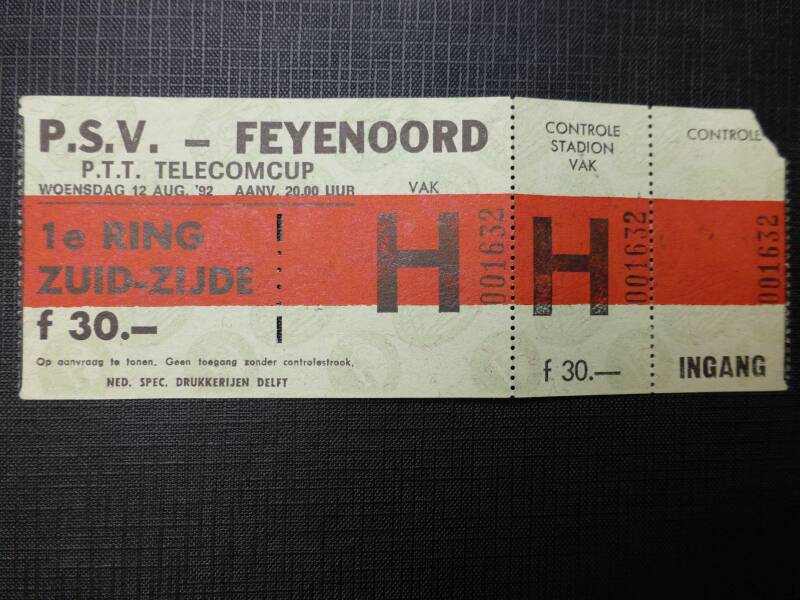 P.S.V. – FEYENOORD
P.T.T. TELECOMCUP
WOENSDAG 12 AUG. '92 AANV. 20.00 UUR
VAK
1e RING
ZUID-ZIJDE
H
001632
f 30.—
Op aanvraag te tonen. Geen toegang zonder controlestrook.
NED. SPEC. DRUKKERIJEN DELFT
CONTROLE
STADION
VAK
H
001632
f 30.—
CONTROLE
001632
INGANG